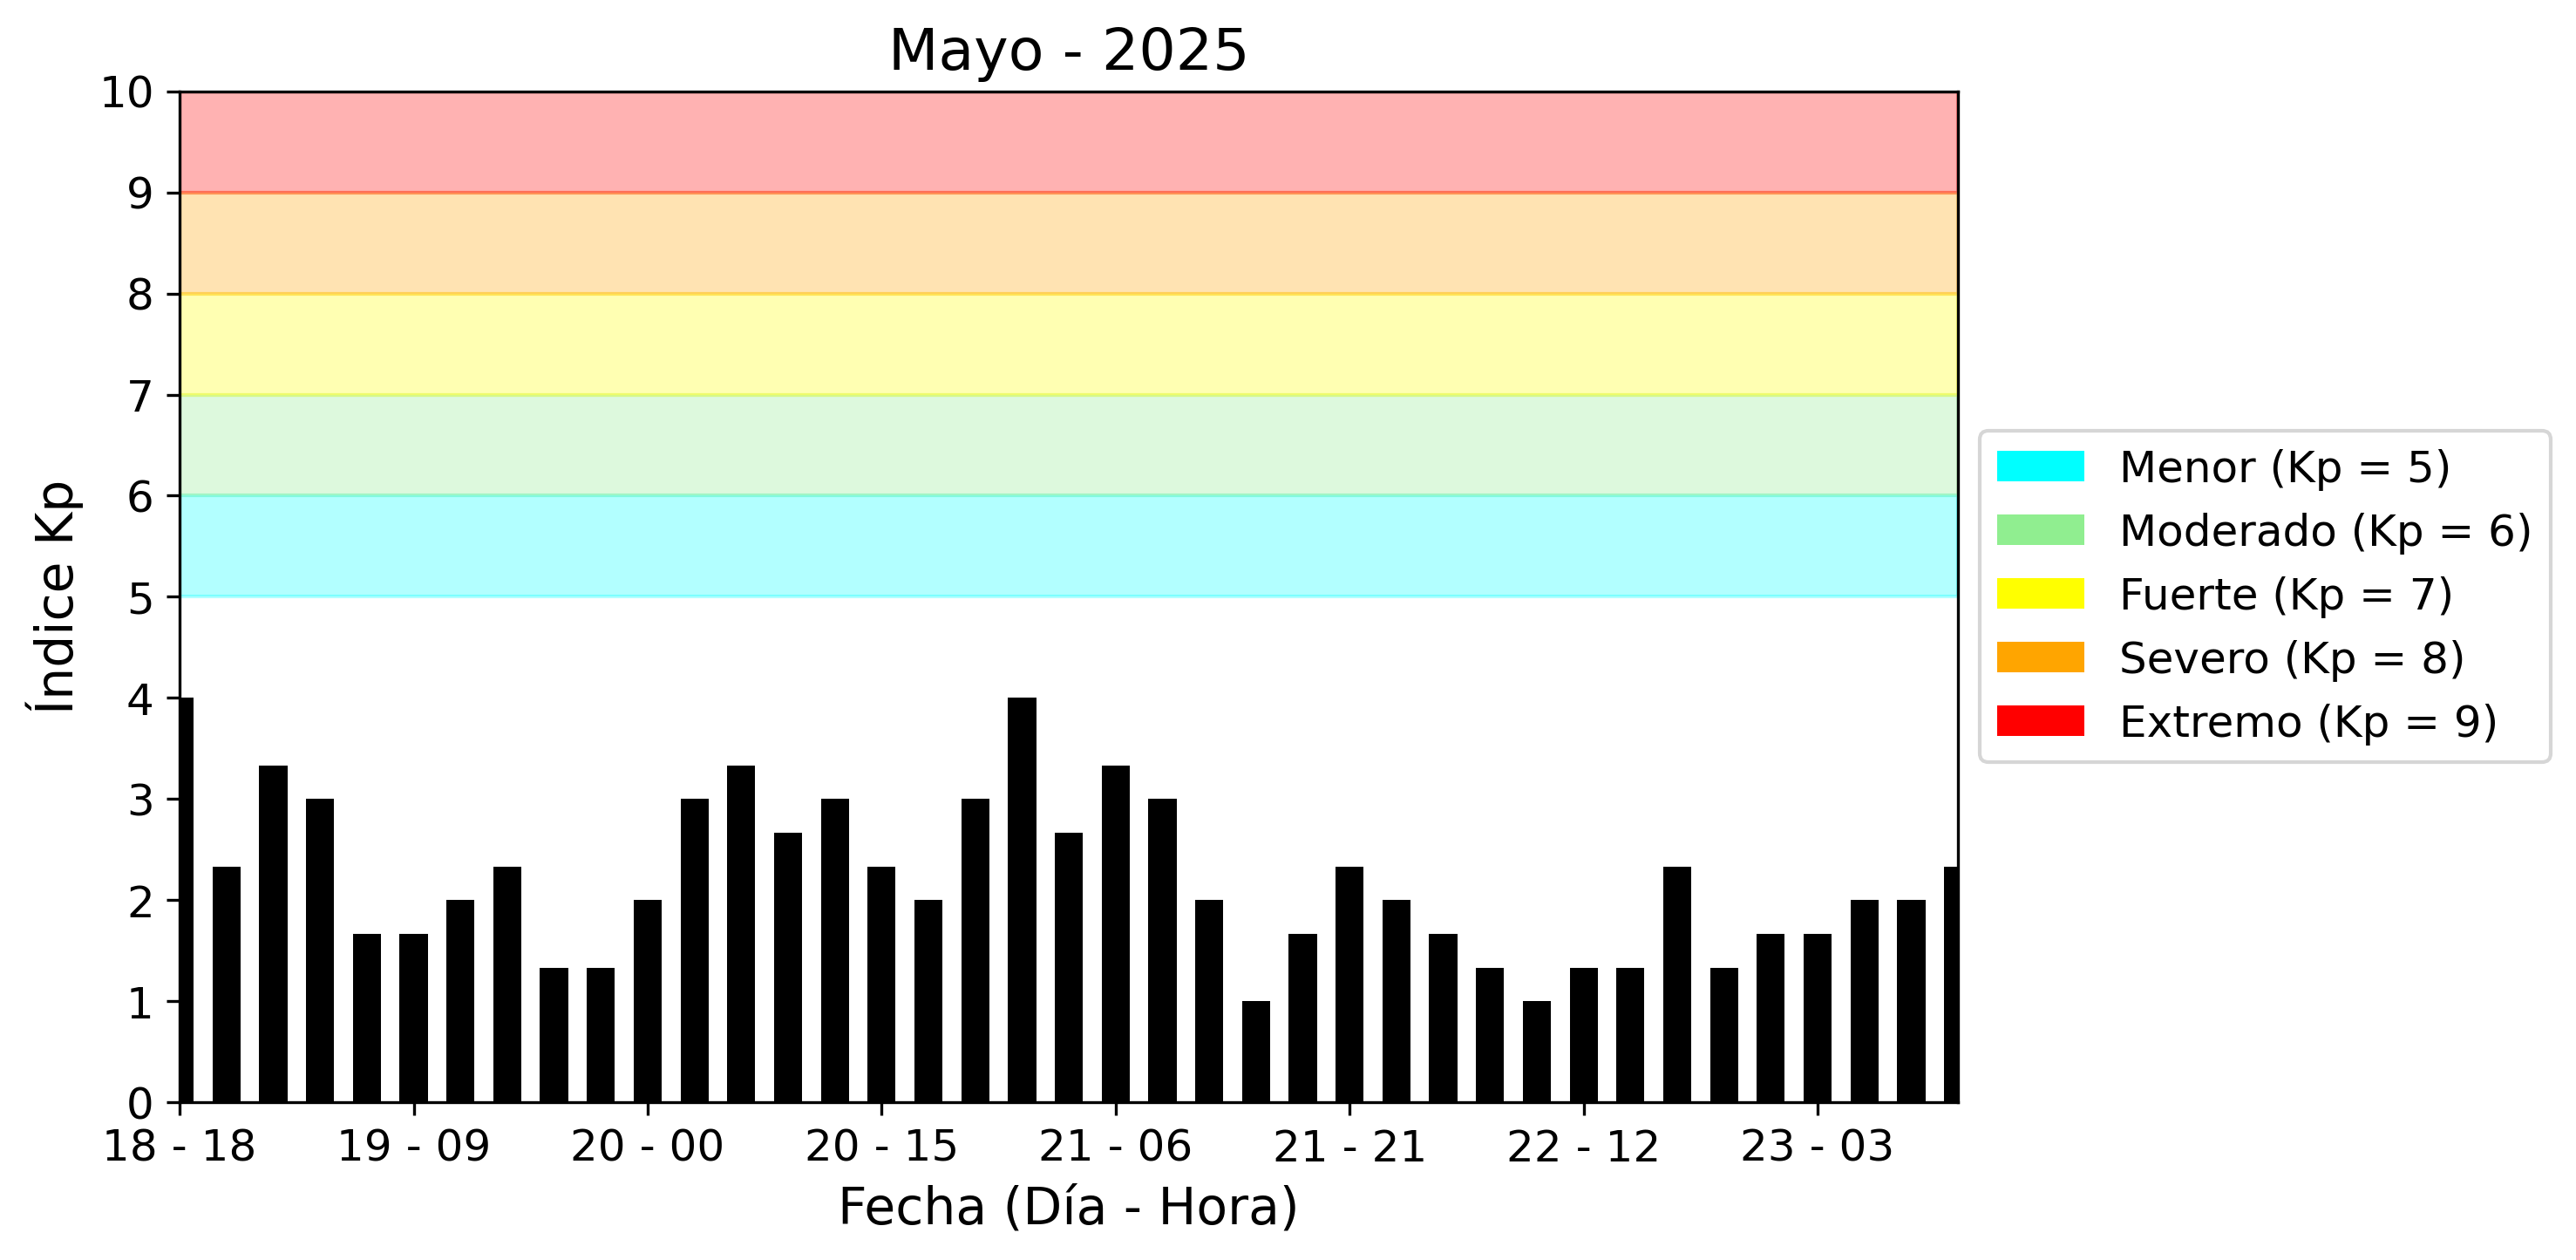 Mayo - 2025
10
9
8
7
6
5
4
3
2
1
0
Índice Kp
18 - 18
19 - 09
20 - 00
20 - 15
21 - 06
21 - 21
22 - 12
23 - 03
Fecha (Día - Hora)
Menor (Kp = 5)
Moderado (Kp = 6)
Fuerte (Kp = 7)
Severo (Kp = 8)
Extremo (Kp = 9)